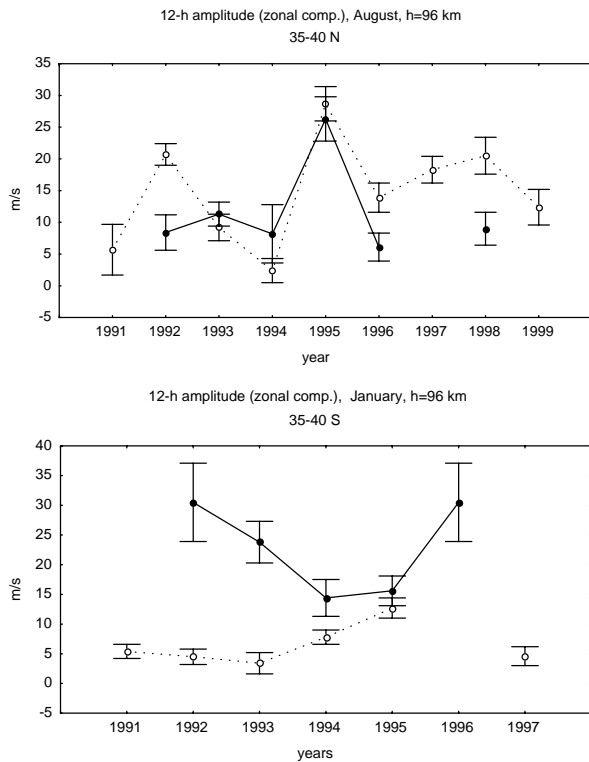 12-h amplitude (zonal comp.), August, h=96 km
35-40 N
35
30
25
20
15
10
5
0
-5
m/s
1991 1992 1993 1994 1995 1996 1997 1998 1999
year
12-h amplitude (zonal comp.), January, h=96 km
35-40 S
40
35
30
25
20
15
10
5
0
-5
m/s
1991 1992 1993 1994 1995 1996 1997
years